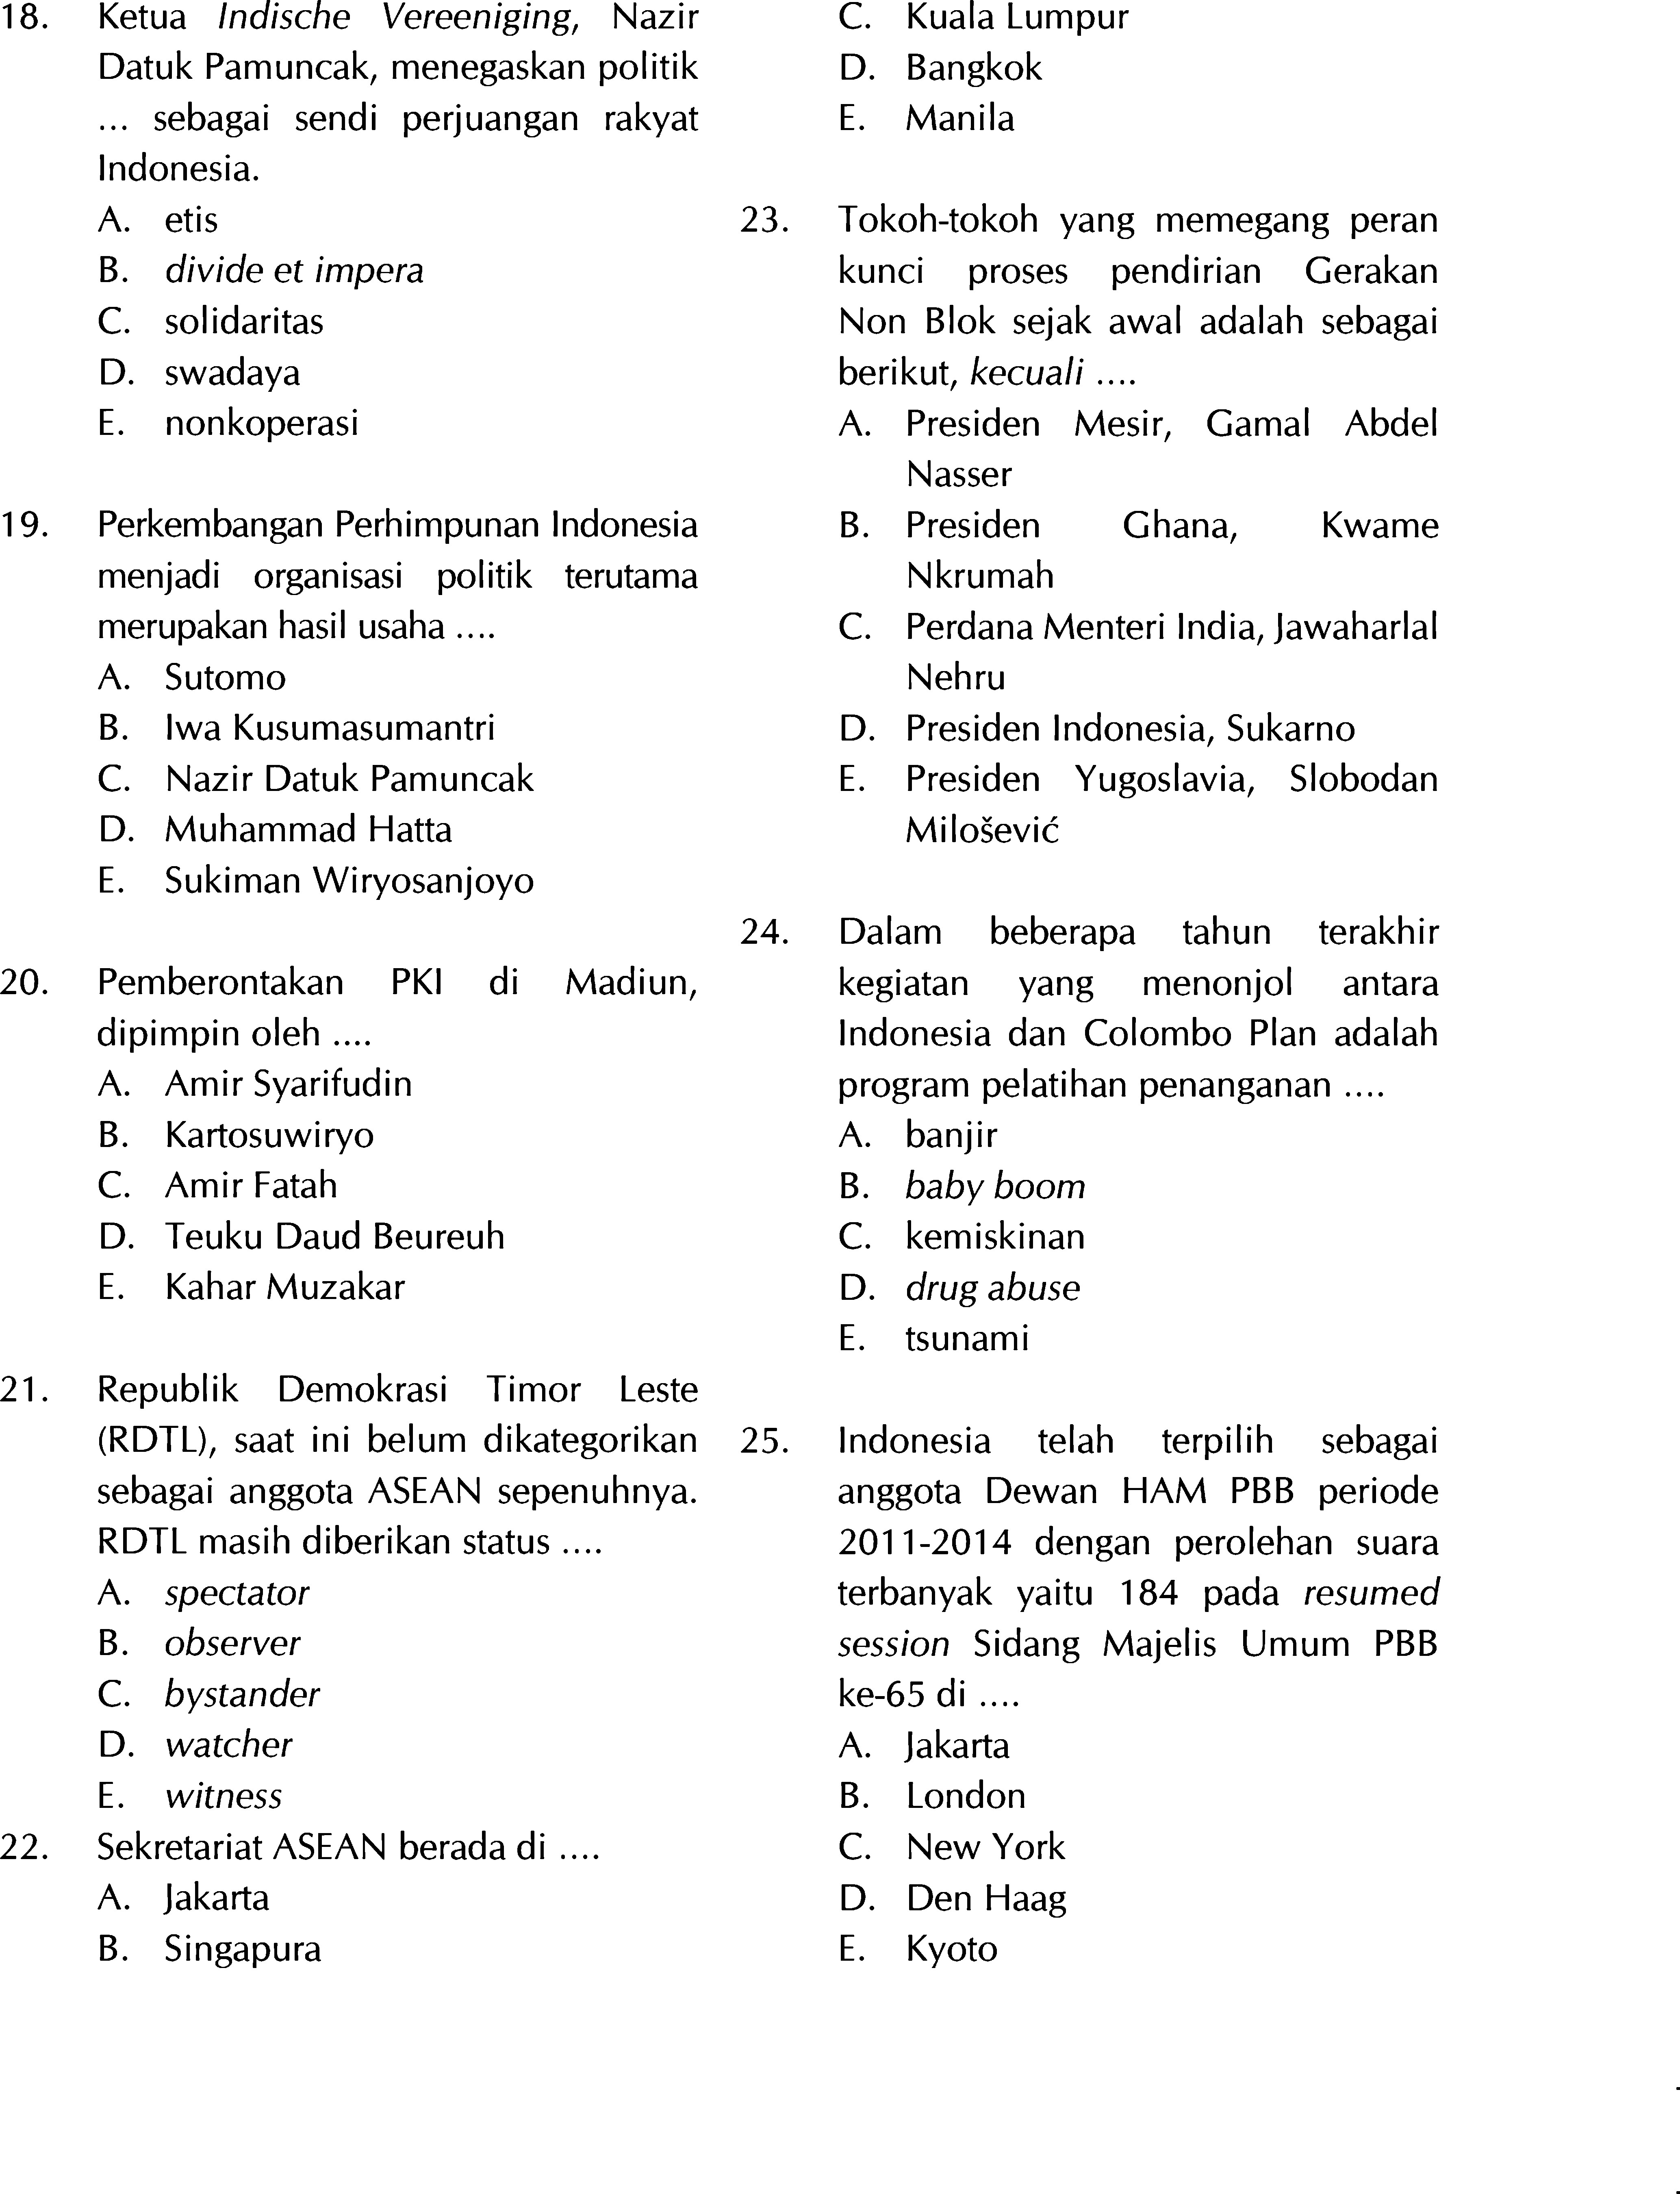 18. Ketua Indische Vereeniging, Nazir
Datuk Pamuncak, menegaskan politik
... sebagai sendi perjuangan rakyat
Indonesia.
A. etis
B. divide et impera
C. solidaritas
D. swadaya
E. nonkoperasi
19. Perkembangan Perhimpunan Indonesia
menjadi organisasi politik terutama
merupakan hasil usaha ....
A. Sutomo
B. Iwa Kusumasumantri
C. Nazir Datuk Pamuncak
D. Muhammad Hatta
E. Sukiman Wiryosanjoyo
20. Pemberontakan PKI di Madiun,
dipimpin oleh ....
A. Amir Syarifudin
B. Kartosuwiryo
C. Amir Fatah
D. Teuku Daud Beureuh
E. Kahar Muzakar
21. Republik Demokrasi Timor Leste
(RDTL), saat ini belum dikategorikan
sebagai anggota ASEAN sepenuhnya.
RDTL masih diberikan status ....
A. spectator
B. observer
C. bystander
D. watcher
E. witness
22. Sekretariat ASEAN berada di ....
A. Jakarta
B. Singapura
C. Kuala Lumpur
D. Bangkok
E. Manila
23. Tokoh-tokoh yang memegang peran
kunci proses pendirian Gerakan
Non Blok sejak awal adalah sebagai
berikut, kecuali ....
A. Presiden Mesir, Gamal Abdel
Nasser
B. Presiden Ghana, Kwame
Nkrumah
C. Perdana Menteri India, Jawaharlal
Nehru
D. Presiden Indonesia, Sukarno
E. Presiden Yugoslavia, Slobodan
Milošević
24. Dalam beberapa tahun terakhir
kegiatan yang menonjol antara
Indonesia dan Colombo Plan adalah
program pelatihan penanganan ....
A. banjir
B. baby boom
C. kemiskinan
D. drug abuse
E. tsunami
25. Indonesia telah terpilih sebagai
anggota Dewan HAM PBB periode
2011-2014 dengan perolehan suara
terbanyak yaitu 184 pada resumed
session Sidang Majelis Umum PBB
ke-65 di ....
A. Jakarta
B. London
C. New York
D. Den Haag
E. Kyoto